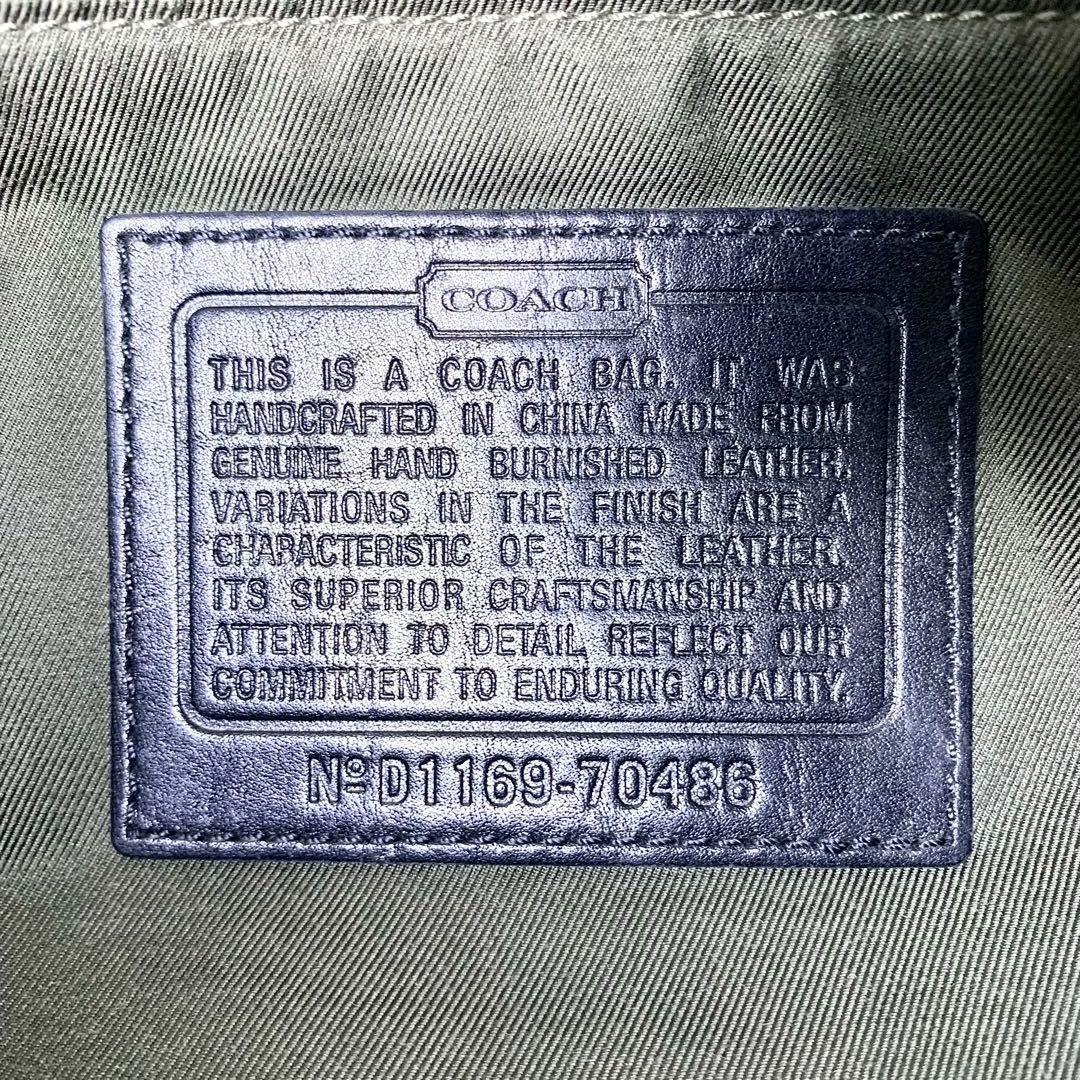 COACH
THIS IS A COACH BAG. IT WAS
HANDCRAFTED IN CHINA MADE FROM
GENUINE HAND BURNISHED LEATHER.
VARIATIONS IN THE FINISH ARE A
CHARACTERISTIC OF THE LEATHER.
ITS SUPERIOR CRAFTSMANSHIP AND
ATTENTION TO DETAIL REFLECT OUR
COMMITMENT TO ENDURING QUALITY.
Nº D1169-70486